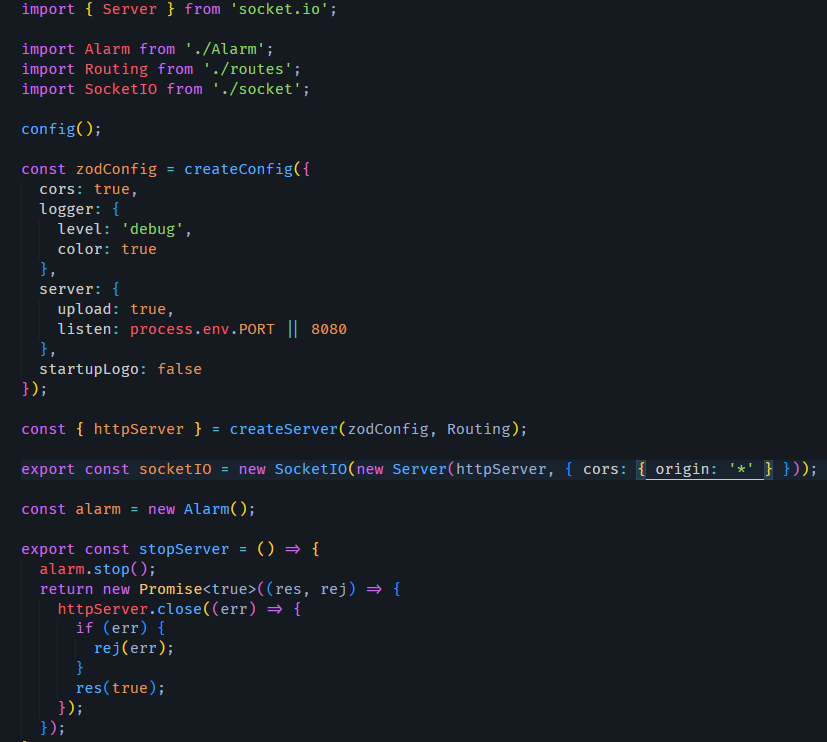 import { Server } from 'socket.io';
import Alarm from './Alarm';
import Routing from './routes';
import SocketIO from './socket';
config();
const zodConfig = createConfig({
cors: true,
logger: {
level: 'debug',
color: true
},
server: {
upload: true,
listen: process.env.PORT || 8080
},
startupLogo: false
});
const { httpServer } = createServer(zodConfig, Routing);
export const socketIO = new SocketIO(new Server(httpServer, { cors: { origin: '*' } }));
const alarm = new Alarm();
export const stopServer = () => {
alarm.stop();
return new Promise<true>((res, rej) => {
httpServer.close((err) => {
if (err) {
rej(err);
}
res(true);
});
});